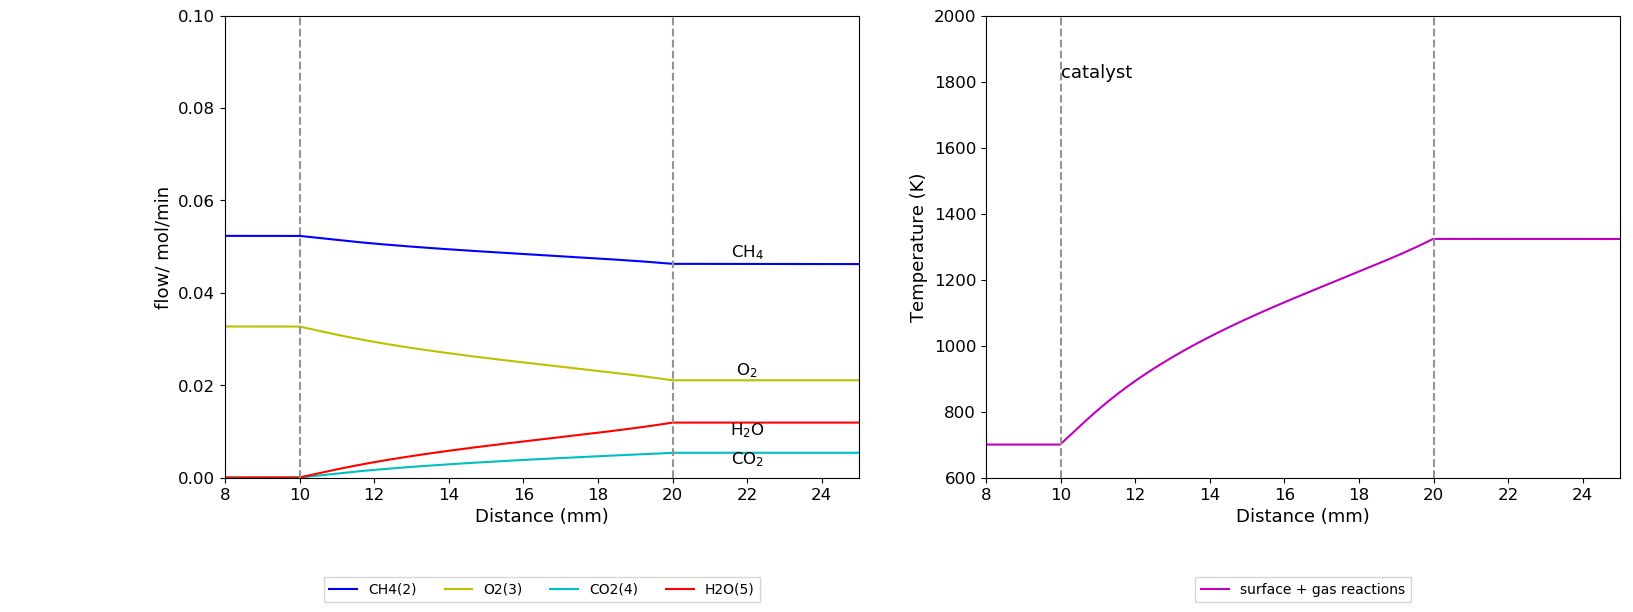 0.10
0.08
0.06
0.04
0.02
0.00
flow/ mol/min
CH₄
O₂
H₂O
CO₂
8 10 12 14 16 18 20 22 24
Distance (mm)
CH4(2) O2(3) CO2(4) H2O(5)
2000
1800
1600
1400
1200
1000
800
600
Temperature (K)
catalyst
8 10 12 14 16 18 20 22 24
Distance (mm)
surface + gas reactions